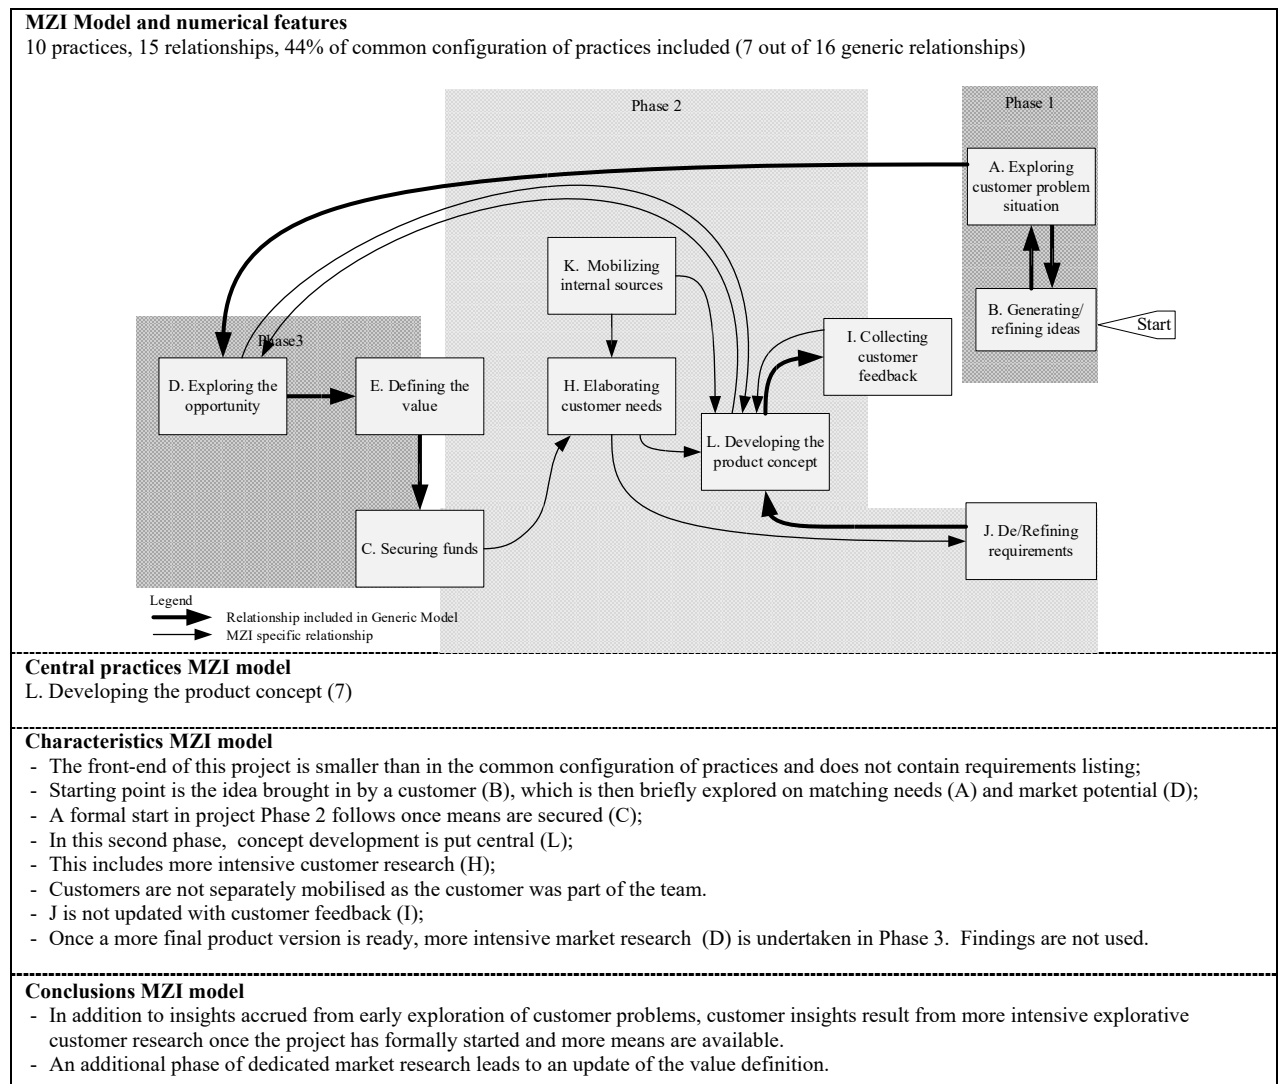 MZI Model and numerical features
10 practices, 15 relationships, 44% of common configuration of practices included (7 out of 16 generic relationships)
Phase 2
Phase 1
A. Exploring
customer problem
situation
K. Mobilizing
internal sources
B. Generating/
refining ideas
Start
Phase3
I. Collecting
customer
feedback
D. Exploring the
opportunity
E. Defining the
value
H. Elaborating
customer needs
L. Developing the
product concept
C. Securing funds
J. De/Refining
requirements
Legend
Relationship included in Generic Model
MZI specific relationship
Central practices MZI model
L. Developing the product concept (7)
Characteristics MZI model
- The front-end of this project is smaller than in the common configuration of practices and does not contain requirements listing;
- Starting point is the idea brought in by a customer (B), which is then briefly explored on matching needs (A) and market potential (D);
- A formal start in project Phase 2 follows once means are secured (C);
- In this second phase, concept development is put central (L);
- This includes more intensive customer research (H);
- Customers are not separately mobilised as the customer was part of the team.
- J is not updated with customer feedback (I);
- Once a more final product version is ready, more intensive market research (D) is undertaken in Phase 3. Findings are not used.
Conclusions MZI model
- In addition to insights accrued from early exploration of customer problems, customer insights result from more intensive explorative
customer research once the project has formally started and more means are available.
- An additional phase of dedicated market research leads to an update of the value definition.